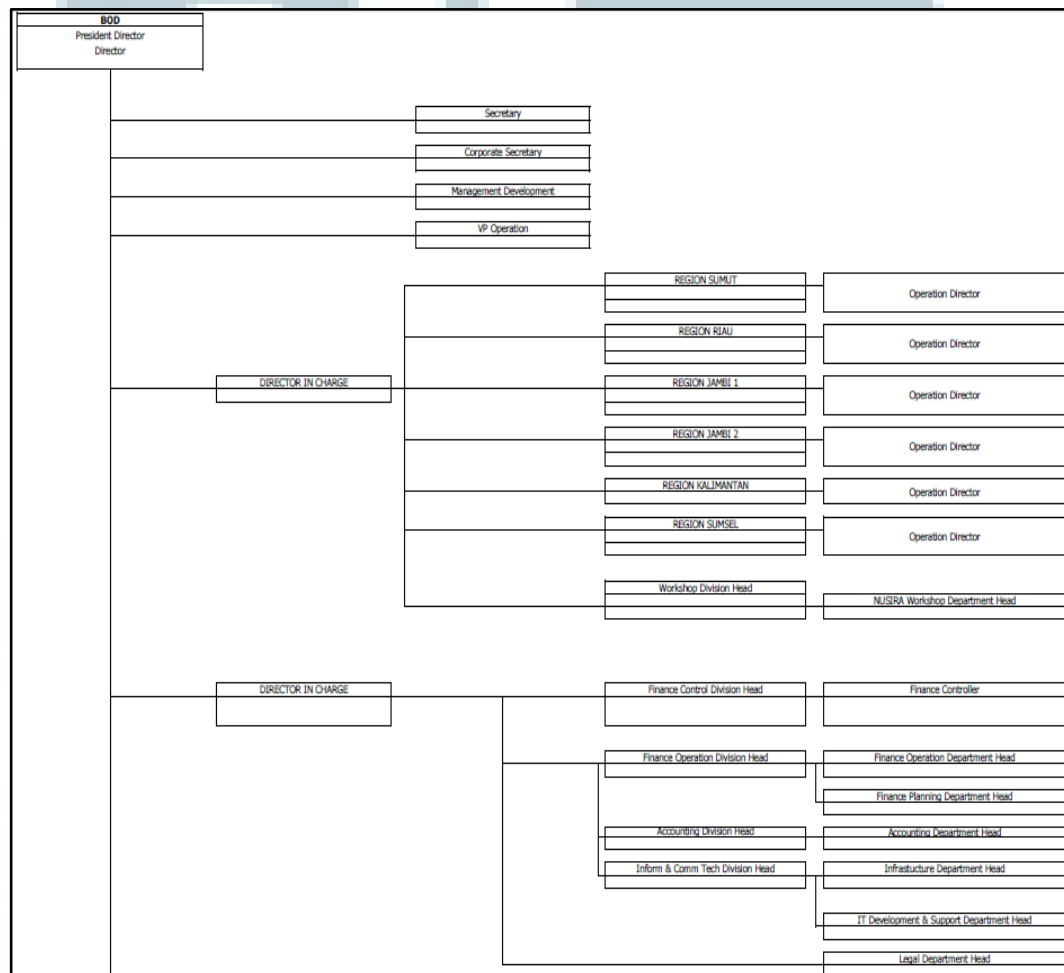 BOD
President Director
Director
Secretary
Corporate Secretary
Management Development
VP Operation
REGION SUMUT
Operation Director
REGION RIAU
Operation Director
DIRECTOR IN CHARGE
REGION JAMBI 1
Operation Director
REGION JAMBI 2
Operation Director
REGION KALIMANTAN
Operation Director
REGION SUMSEL
Operation Director
Workshop Division Head
NUSIRA Workshop Department Head
DIRECTOR IN CHARGE
Finance Control Division Head
Finance Controller
Finance Operation Division Head
Finance Operation Department Head
Finance Planning Department Head
Accounting Division Head
Accounting Department Head
Inform & Comm Tech Division Head
Infrastucture Department Head
IT Development & Support Department Head
Legal Department Head